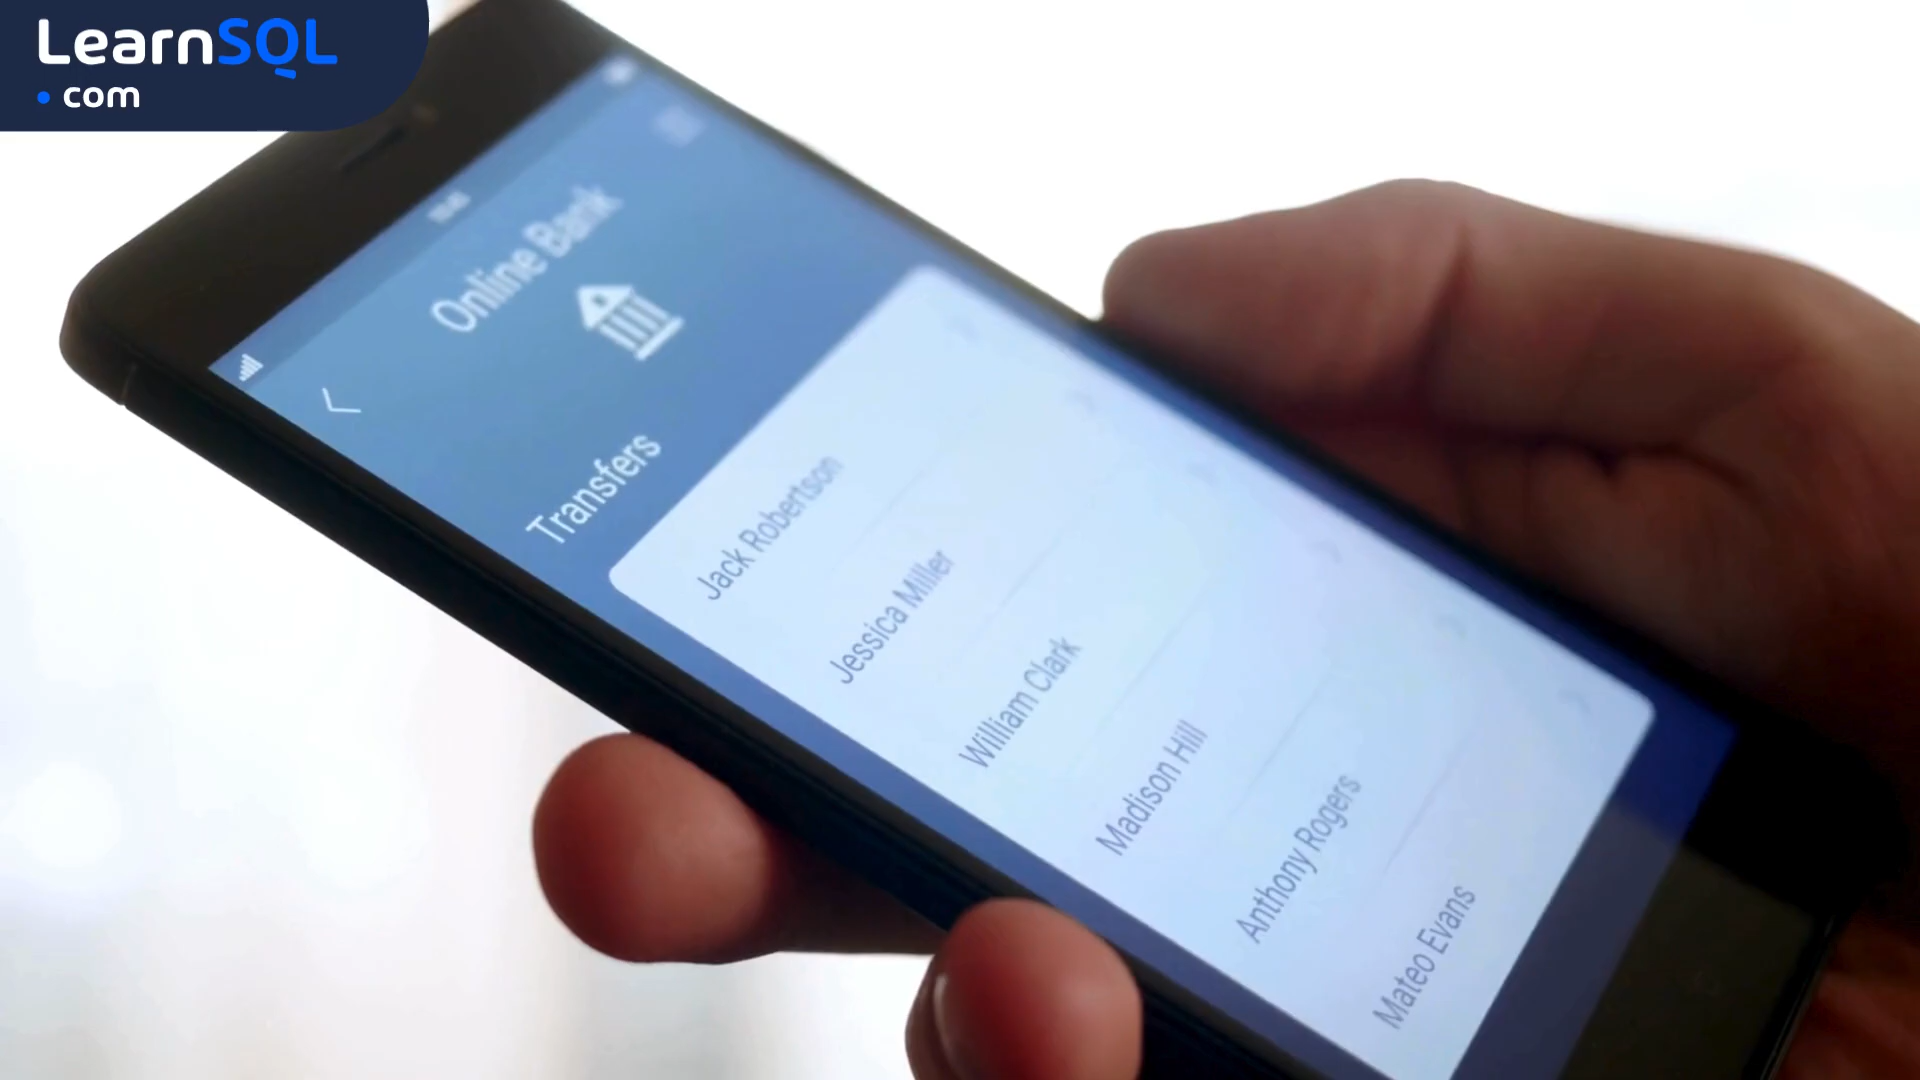 LearnSQL
.com
Online Bank
Transfers
Jack Robertson
Jessica Miller
William Clark
Madison Hill
Anthony Rogers
Mateo Evans